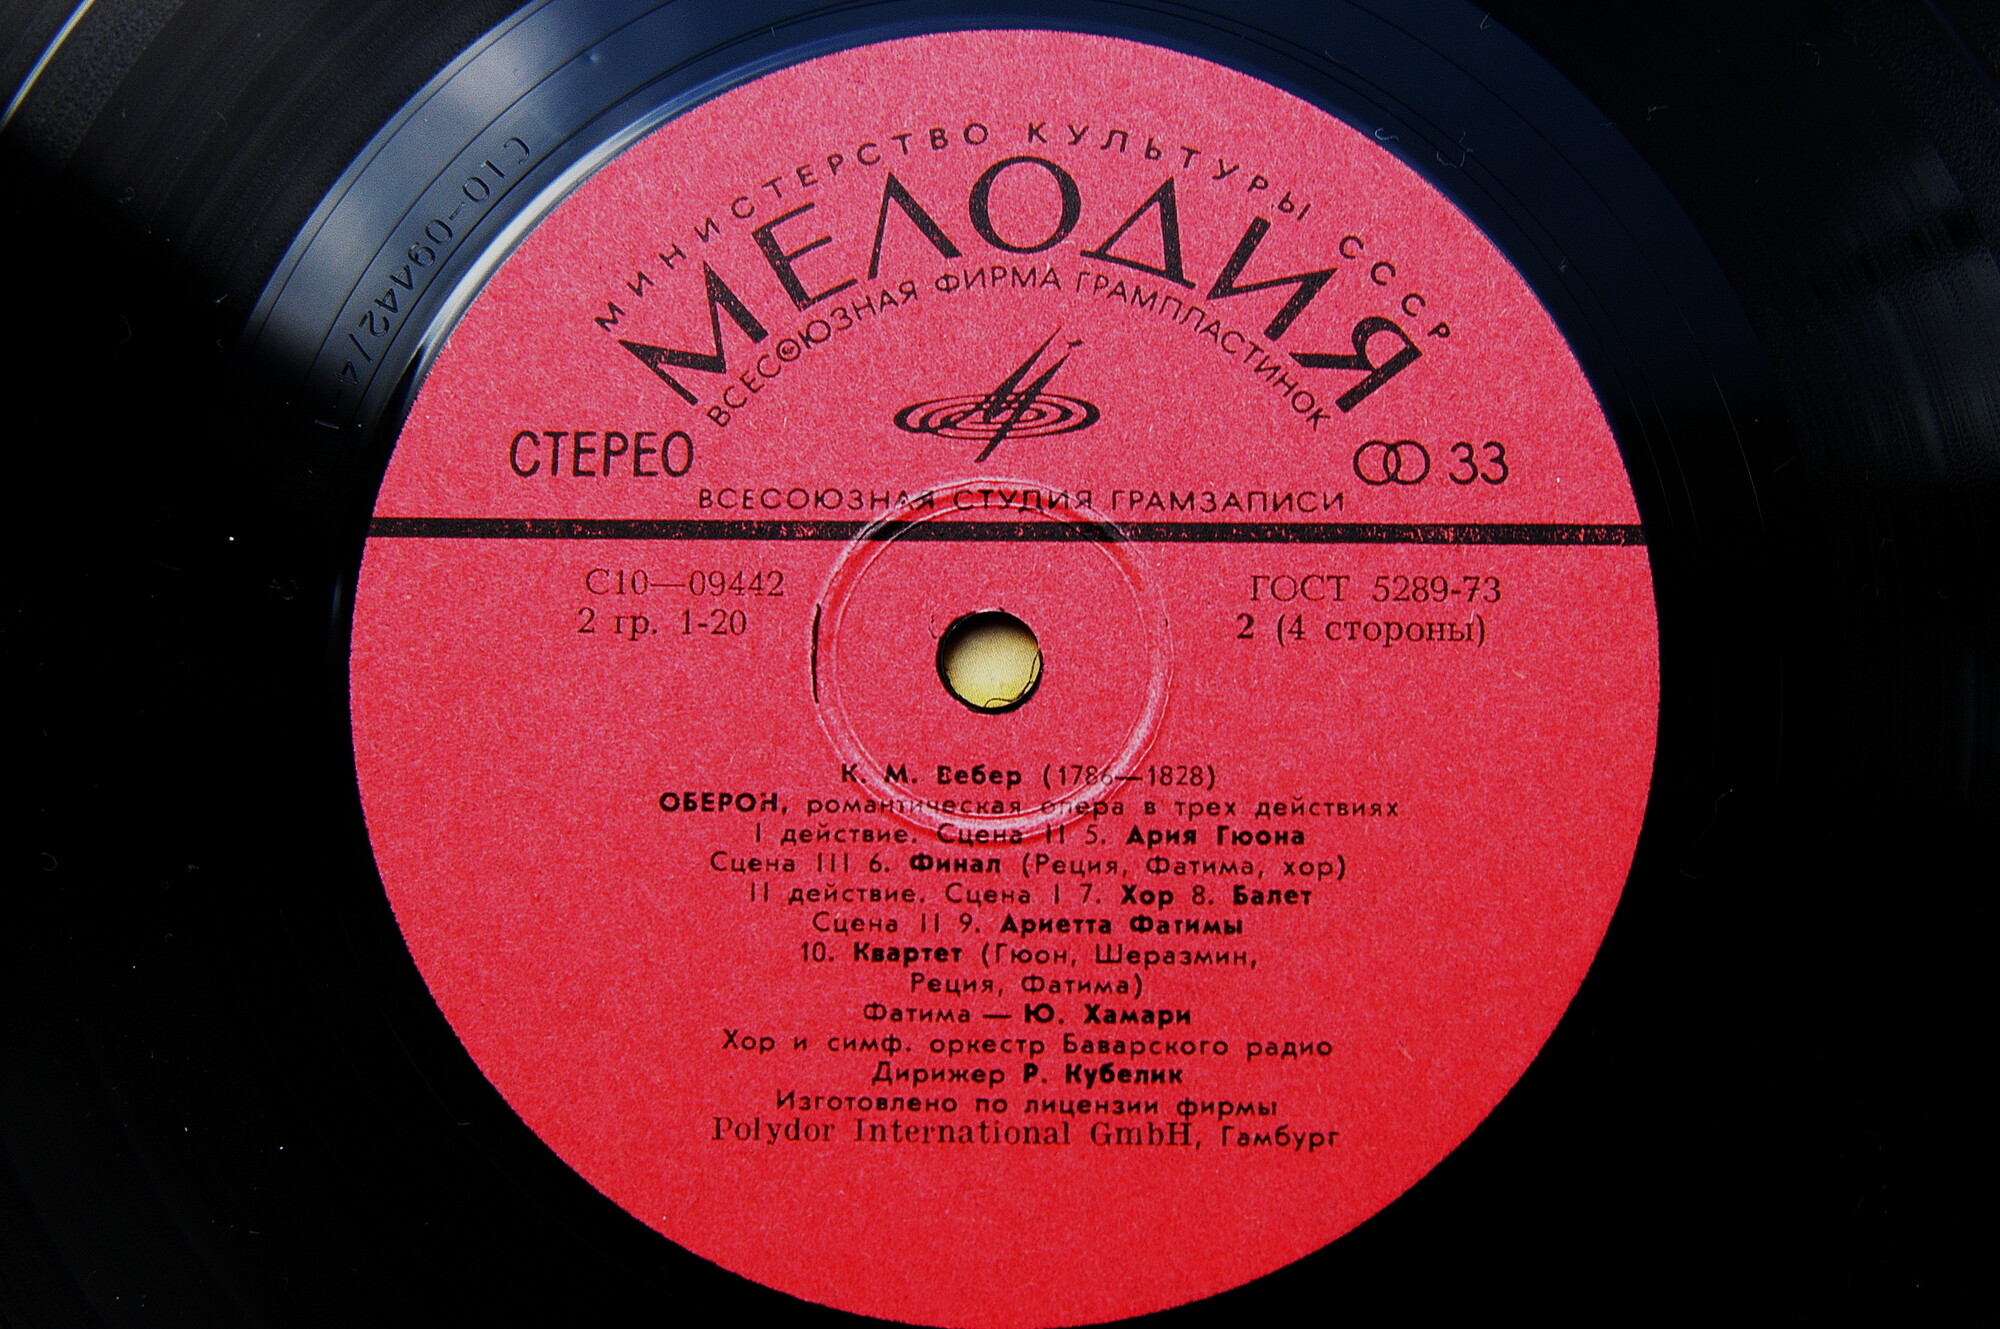 МИНИСТЕРСТВО КУЛЬТУРЫ СССР
МЕЛОДИЯ
ВСЕСОЮЗНАЯ ФИРМА ГРАМПЛАСТИНОК
СТЕРЕО
33
ВСЕСОЮЗНАЯ СТУДИЯ ГРАМЗАПИСИ
С10—09442
2 гр. 1-20
ГОСТ 5289-73
2 (4 стороны)
К. М. Вебер (1786—1828)
ОБЕРОН, романтическая опера в трех действиях
I действие. Сцена II 5. Ария Гюона
Сцена III 6. Финал (Реция, Фатима, хор)
II действие. Сцена I 7. Хор 8. Балет
Сцена II 9. Ариетта Фатимы
10. Квартет (Гюон, Шеразмин,
Реция, Фатима)
Фатима — Ю. Хамари
Хор и симф. оркестр Баварского радио
Дирижер Р. Кубелик
Изготовлено по лицензии фирмы
Polydor International GmbH, Гамбург
С10-09442/4